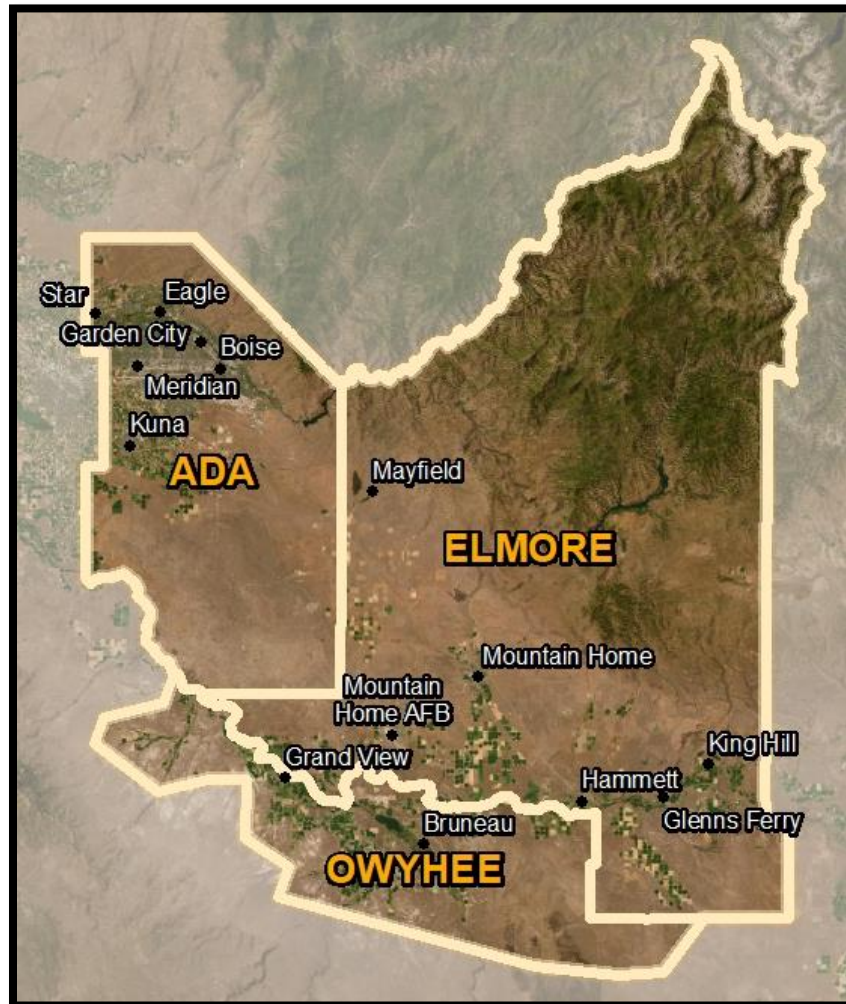 Star
Eagle
Garden City
Boise
Meridian
Kuna
ADA
Mayfield
ELMORE
Mountain Home
Mountain
Home AFB
Grand View
King Hill
Hammett
Glenns Ferry
Bruneau
OWYHEE